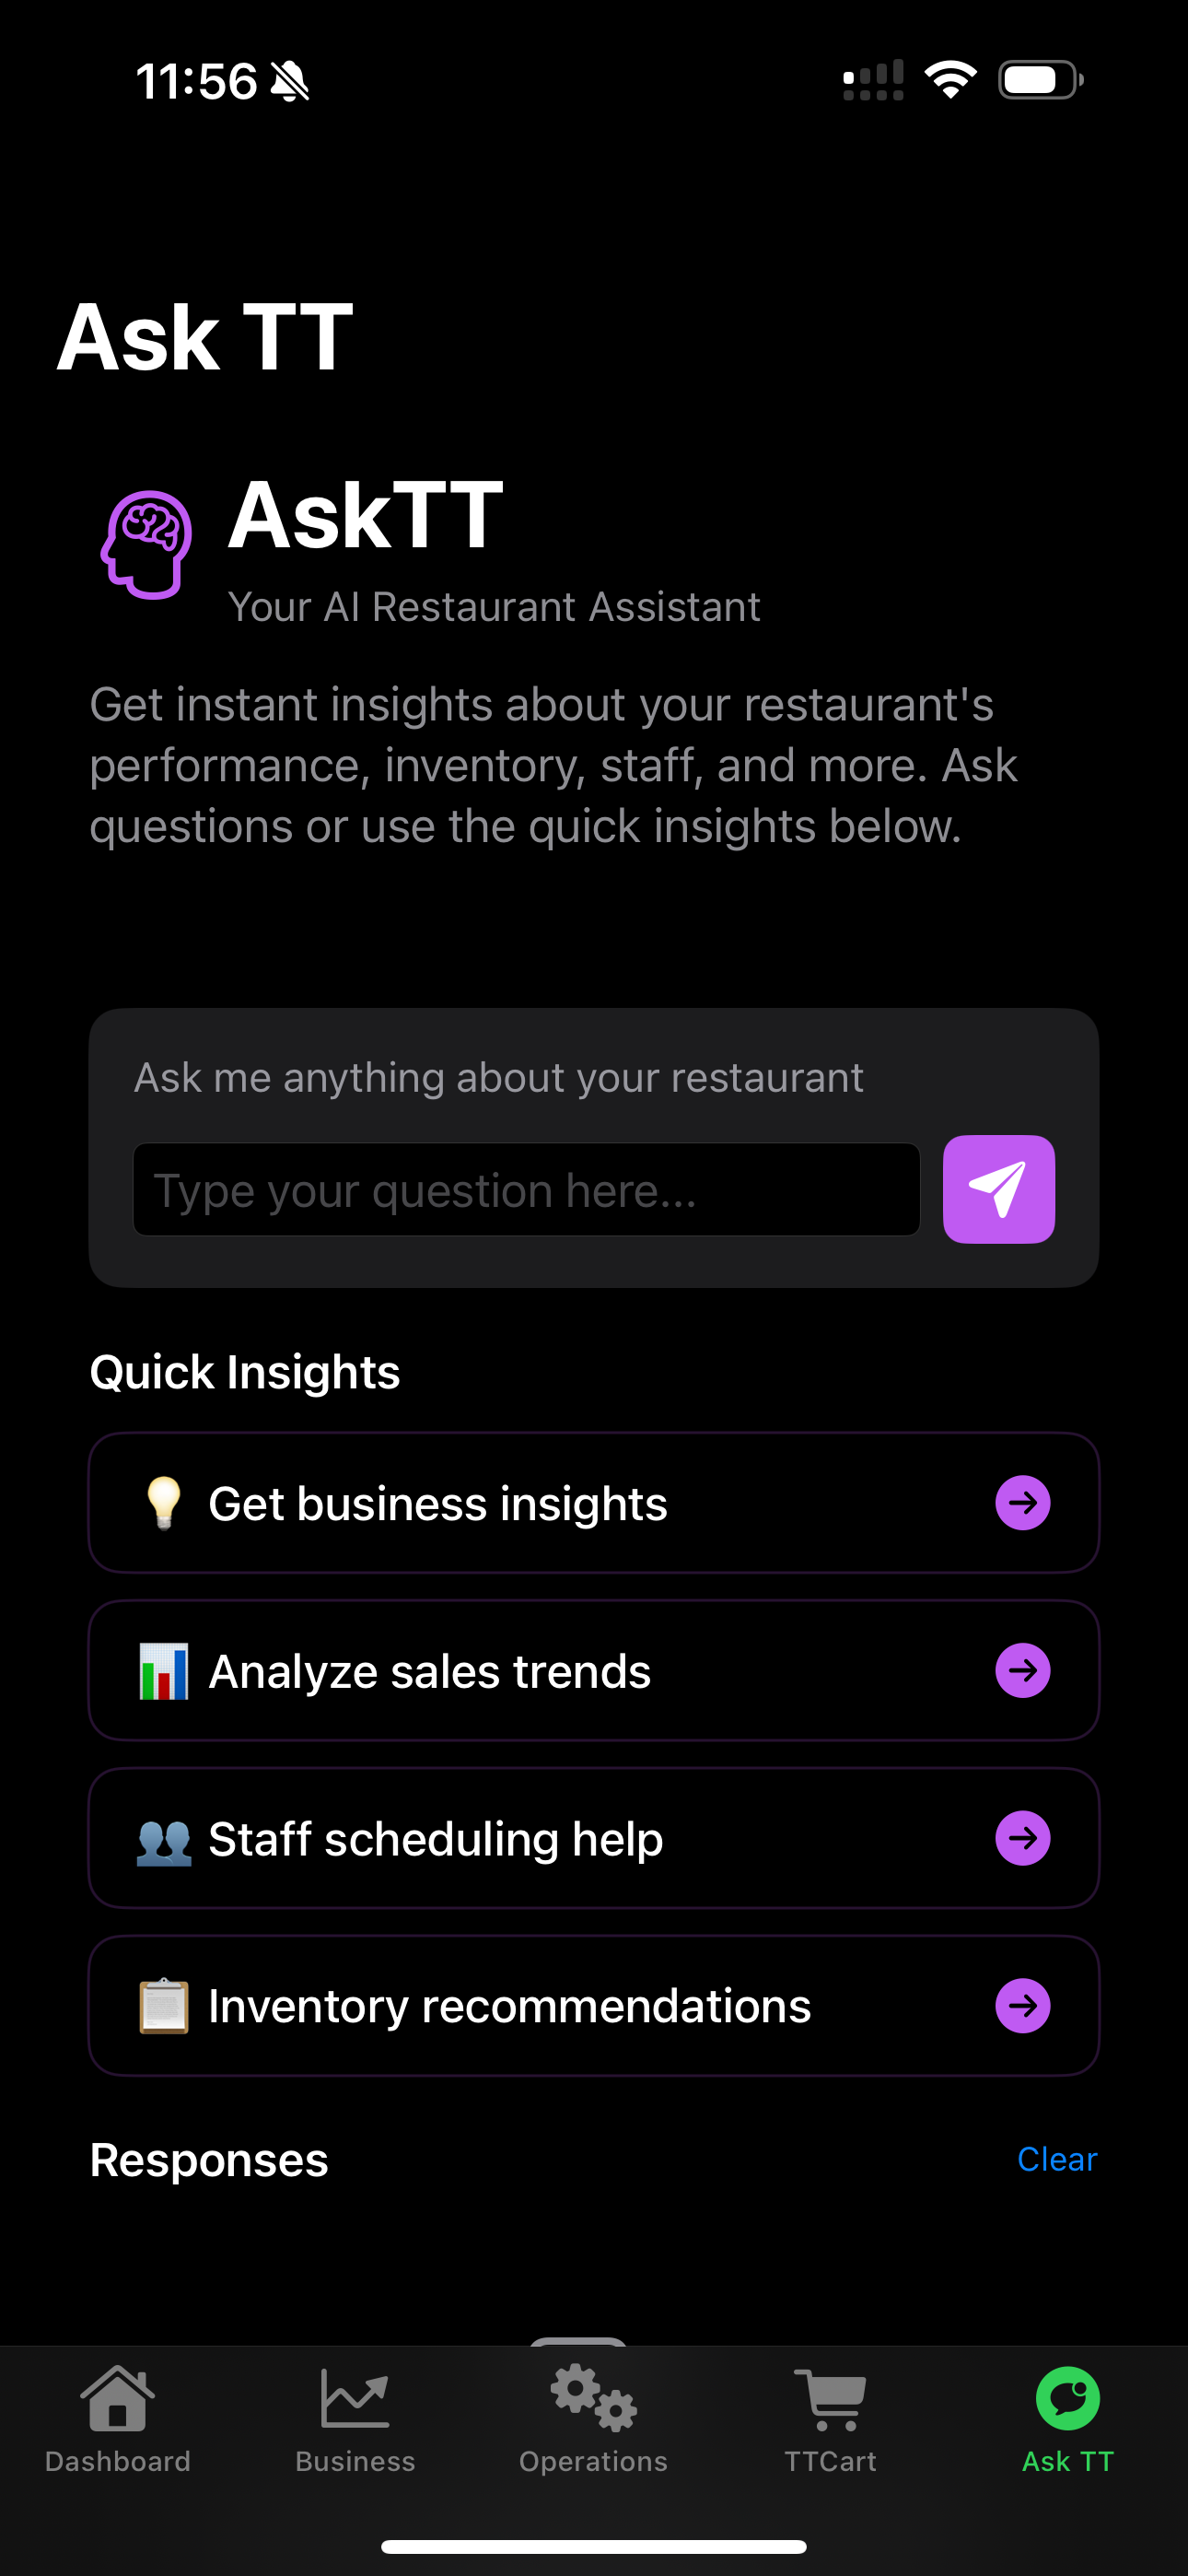 11:56
Ask TT
AskTT
Your AI Restaurant Assistant
Get instant insights about your restaurant's
performance, inventory, staff, and more. Ask
questions or use the quick insights below.
Ask me anything about your restaurant
Type your question here...
Quick Insights
Get business insights
Analyze sales trends
Staff scheduling help
Inventory recommendations
Responses Clear
Dashboard Business Operations TTCart Ask TT